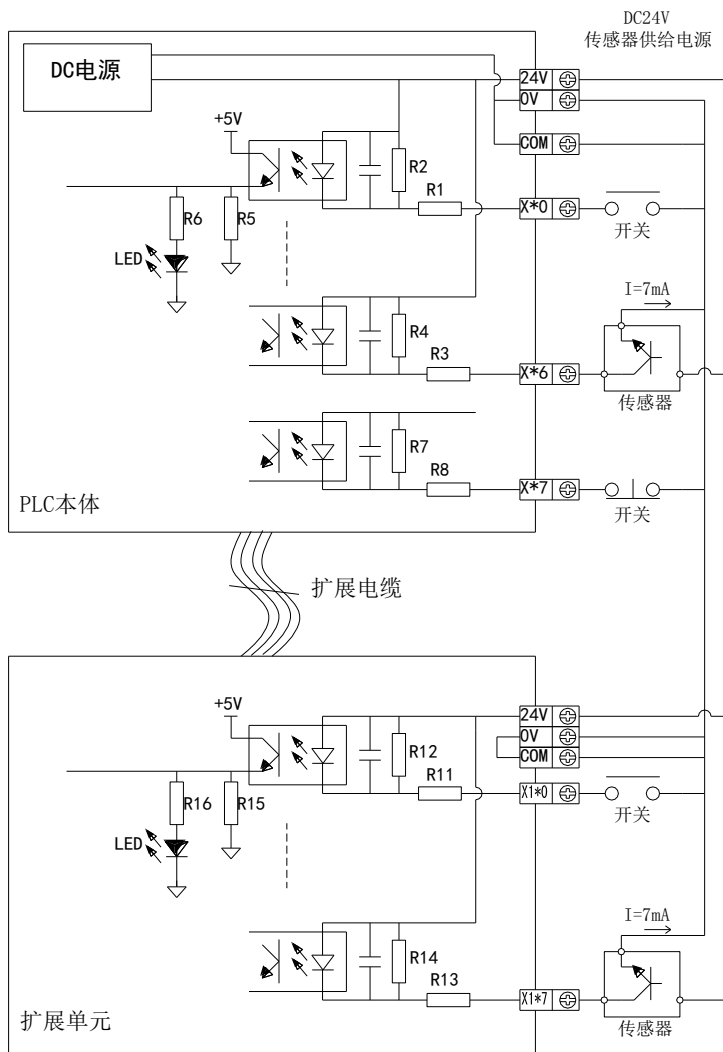 DC24V
传感器供给电源
DC电源
24V
0V
+5V
COM
R2
R1
X*0
R6
R5
开关
LED
I=7mA
R4
R3
X*6
传感器
R7
R8
X*7
PLC本体
开关
扩展电缆
+5V
24V
0V
R12
COM
R11
X1*0
R16
R15
开关
LED
I=7mA
R14
R13
X1*7
扩展单元
传感器